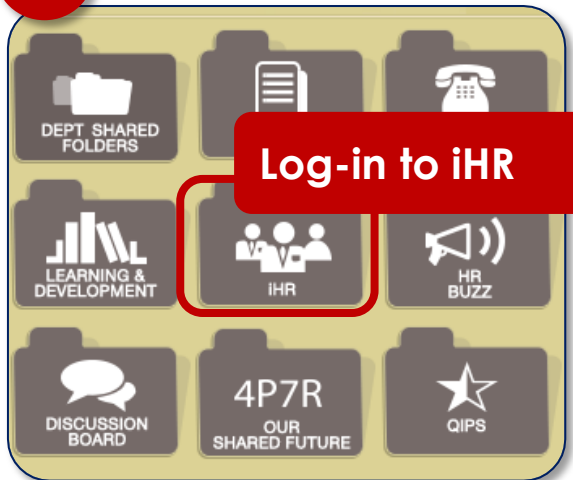 DEPT SHARED
FOLDERS
Log-in to iHR
LEARNING &
DEVELOPMENT
iHR
HR
BUZZ
DISCUSSION
BOARD
4P7R
OUR
SHARED FUTURE
QIPS